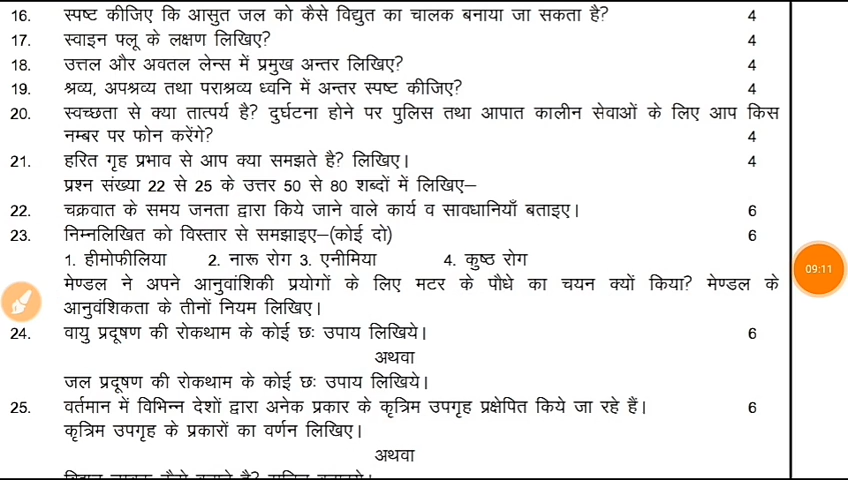 16. स्पष्ट कीजिए कि आसुत जल को कैसे विद्युत का चालक बनाया जा सकता है? 4
17. स्वाइन फ्लू के लक्षण लिखिए? 4
18. उत्तल और अवतल लेन्स में प्रमुख अन्तर लिखिए? 4
19. श्रव्य, अपश्रव्य तथा पराश्रव्य ध्वनि में अन्तर स्पष्ट कीजिए? 4
20. स्वच्छता से क्या तात्पर्य है? दुर्घटना होने पर पुलिस तथा आपात कालीन सेवाओं के लिए आप किस
नम्बर पर फोन करेंगे? 4
21. हरित गृह प्रभाव से आप क्या समझते है? लिखिए। 4
प्रश्न संख्या 22 से 25 के उत्तर 50 से 80 शब्दों में लिखिए–
22. चक्रवात के समय जनता द्वारा किये जाने वाले कार्य व सावधानियाँ बताइए। 6
23. निम्नलिखित को विस्तार से समझाइए–(कोई दो) 6
1. हीमोफीलिया 2. नारू रोग 3. एनीमिया 4. कुष्ठ रोग
09:11
मेण्डल ने अपने आनुवांशिकी प्रयोगों के लिए मटर के पौधे का चयन क्यों किया? मेण्डल के
आनुवंशिकता के तीनों नियम लिखिए।
24. वायु प्रदूषण की रोकथाम के कोई छः उपाय लिखिये। 6
अथवा
जल प्रदूषण की रोकथाम के कोई छः उपाय लिखिये।
25. वर्तमान में विभिन्न देशों द्वारा अनेक प्रकार के कृत्रिम उपगृह प्रक्षेपित किये जा रहे हैं। 6
कृत्रिम उपगृह के प्रकारों का वर्णन लिखिए।
अथवा